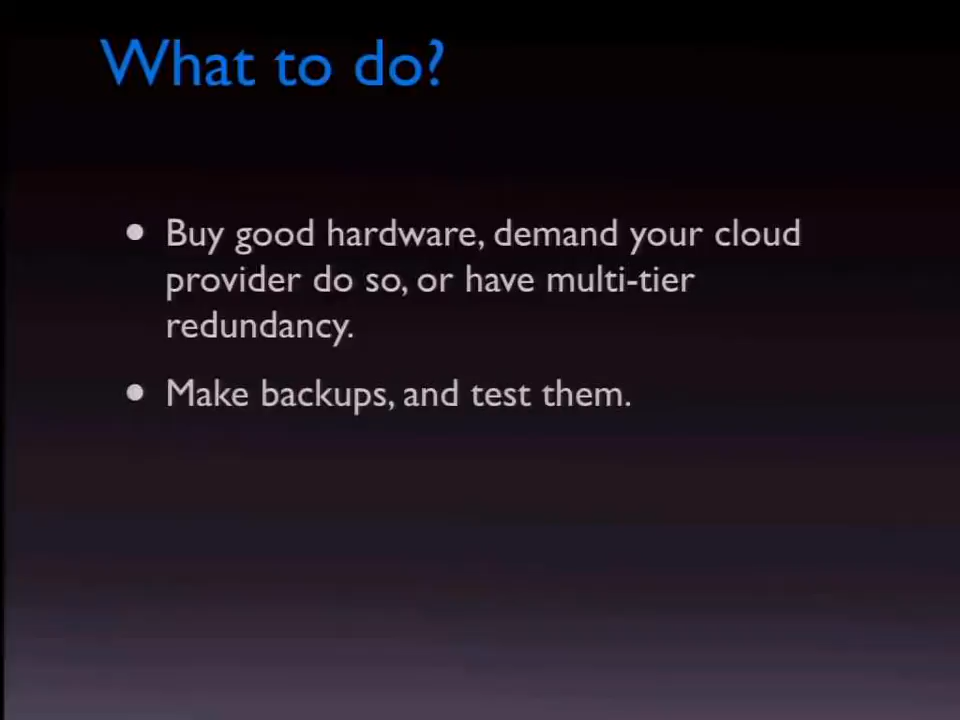 What to do?
• Buy good hardware, demand your cloud
provider do so, or have multi-tier
redundancy.
• Make backups, and test them.